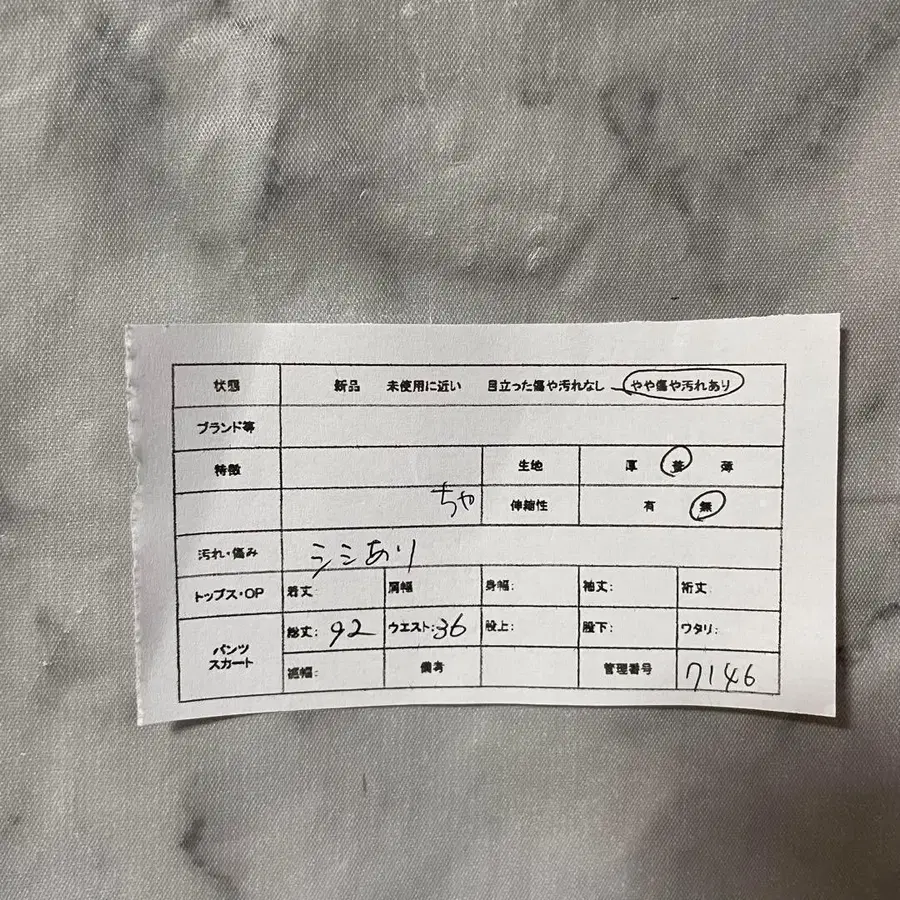 状態 新品 未使用に近い 目立った傷や汚れなし やや傷や汚れあり
ブランド等
特徴 生地 厚 普 薄
ちゃ 伸縮性 有 無
汚れ・傷み シミあり
トップス・OP 着丈: 肩幅 身幅: 袖丈: 裄丈
パンツ スカート 総丈: 92 ウエスト: 36 股上: 股下: ワタリ:
裾幅: 備考 管理番号 7146